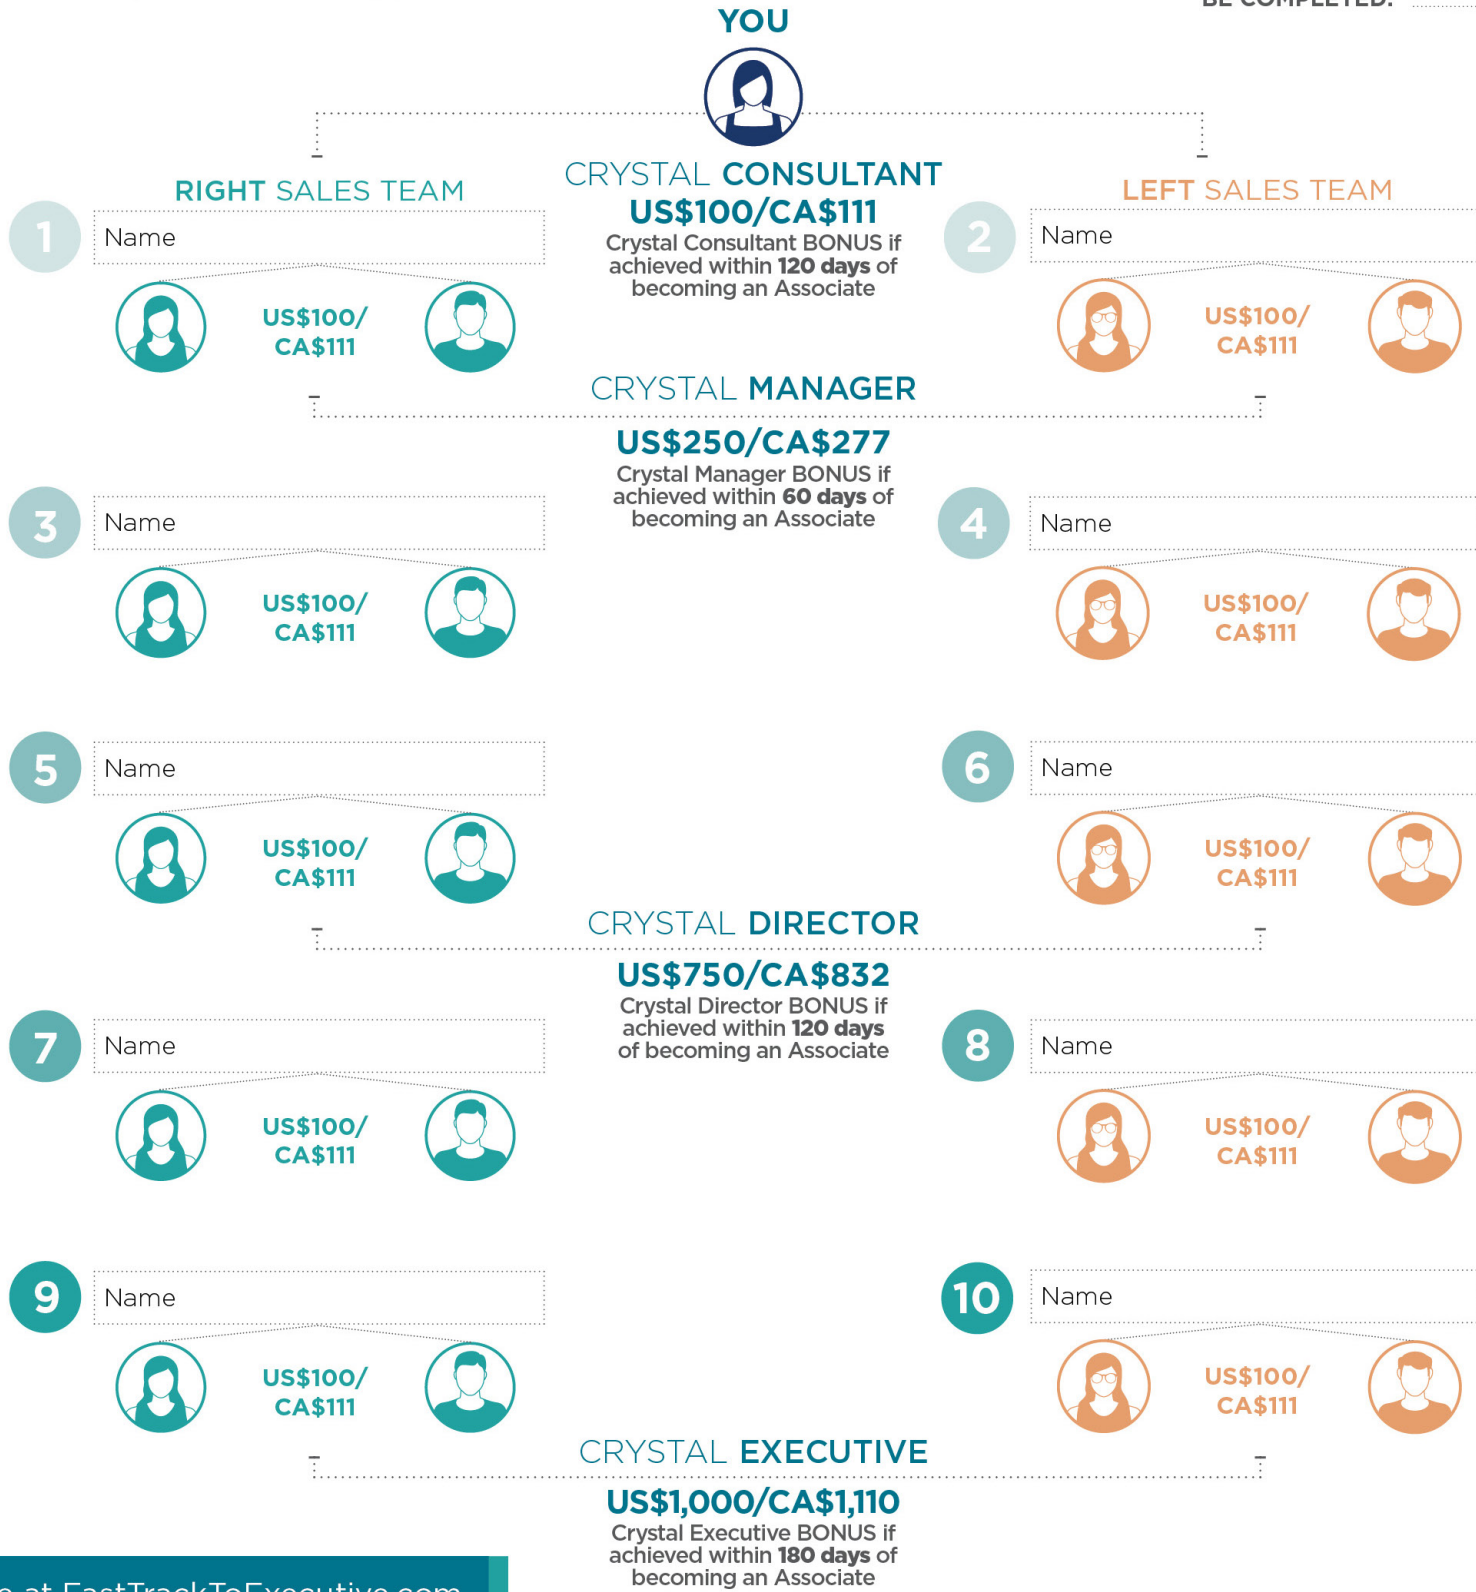 BE COMPLETED:
YOU
CRYSTAL CONSULTANT
US$100/CA$111
Crystal Consultant BONUS if
achieved within 120 days of
becoming an Associate
RIGHT SALES TEAM
LEFT SALES TEAM
1
Name
US$100/
CA$111
2
Name
US$100/
CA$111
CRYSTAL MANAGER
US$250/CA$277
Crystal Manager BONUS if
achieved within 60 days of
becoming an Associate
3
Name
US$100/
CA$111
4
Name
US$100/
CA$111
5
Name
US$100/
CA$111
6
Name
US$100/
CA$111
CRYSTAL DIRECTOR
US$750/CA$832
Crystal Director BONUS if
achieved within 120 days
of becoming an Associate
7
Name
US$100/
CA$111
8
Name
US$100/
CA$111
9
Name
US$100/
CA$111
10
Name
US$100/
CA$111
CRYSTAL EXECUTIVE
US$1,000/CA$1,110
Crystal Executive BONUS if
achieved within 180 days of
becoming an Associate
at FastTrackToExecutive.com